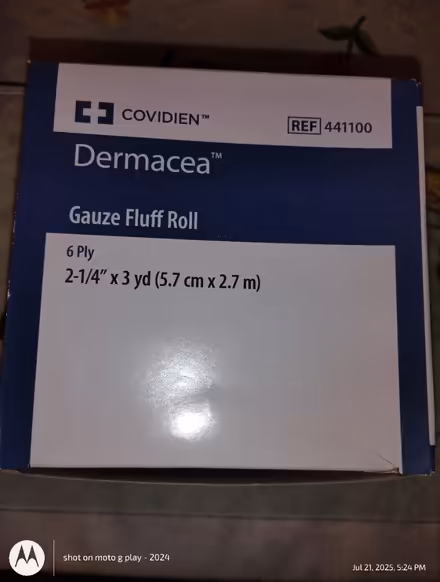 COVIDIEN™
REF 441100
Dermacea™
Gauze Fluff Roll
6 Ply
2-1/4" x 3 yd (5.7 cm x 2.7 m)
shot on moto g play - 2024
Jul 21, 2025, 5:24 PM